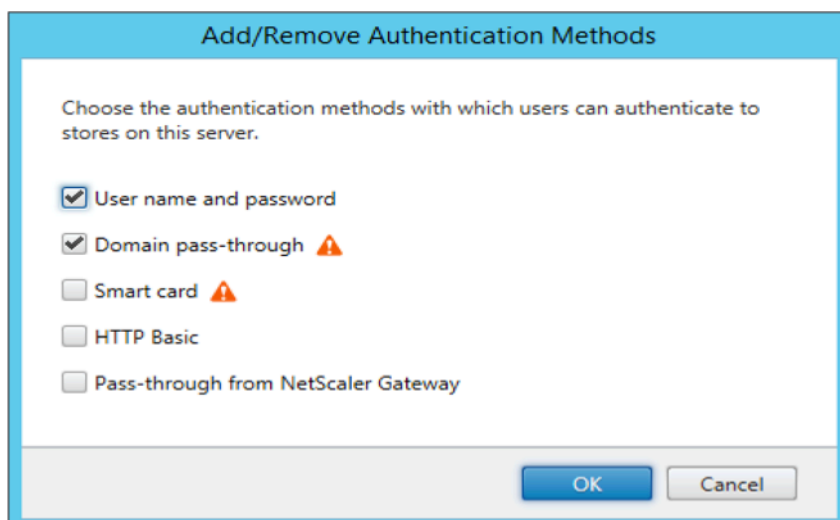 Add/Remove Authentication Methods
Choose the authentication methods with which users can authenticate to
stores on this server.
User name and password
Domain pass-through
Smart card
HTTP Basic
Pass-through from NetScaler Gateway
OK Cancel